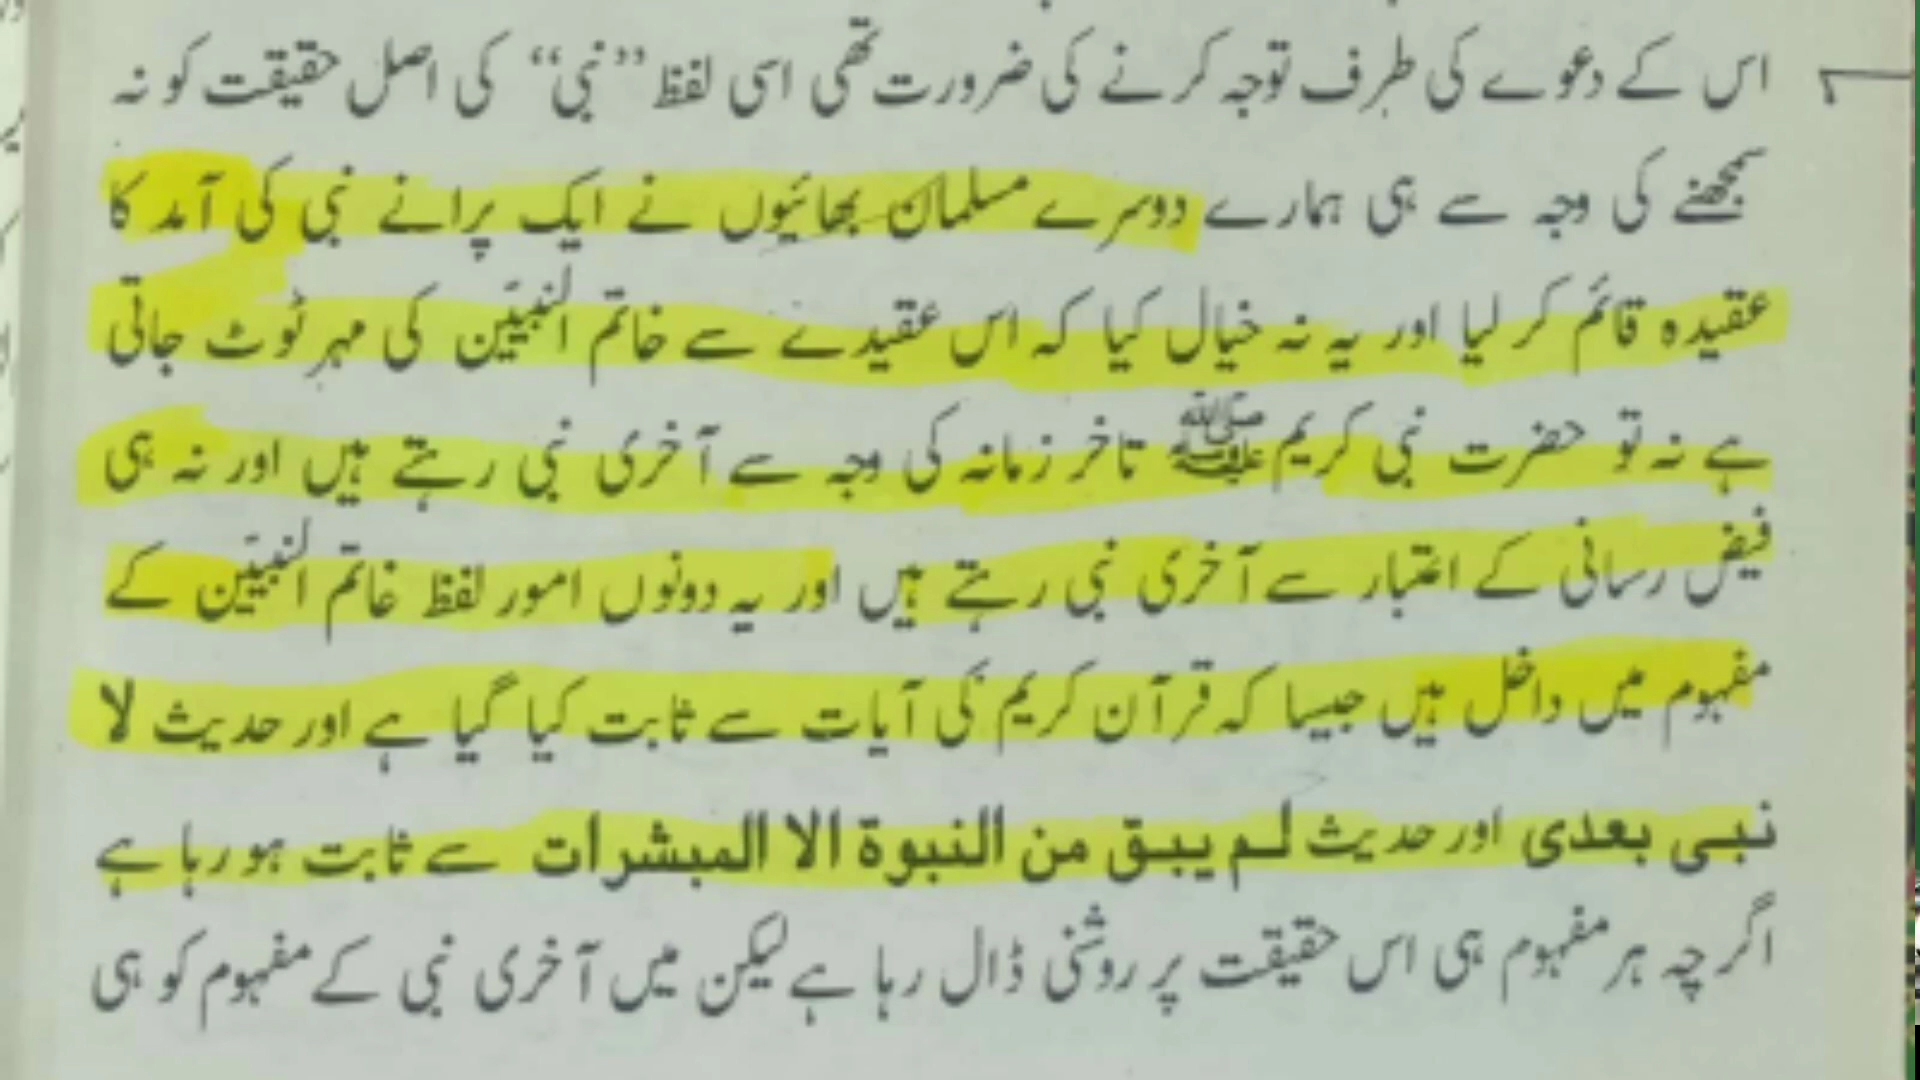 اس کے دعوے کی طرف توجہ کرنے کی ضرورت تھی اسی لفظ ’’نبی‘‘ کی اصل حقیقت کو نہ
سمجھنے کی وجہ سے ہی ہمارے دوسرے مسلمان بھائیوں نے ایک پرانے نبی کی آمد کا
عقیدہ قائم کر لیا اور یہ نہ خیال کیا کہ اس عقیدے سے خاتم النبیّین کی مہر ٹوٹ جاتی
ہے نہ تو حضرت نبی کریم ﷺ تاخر زمانہ کی وجہ سے آخری نبی رہتے ہیں اور نہ ہی
فیض رسانی کے اعتبار سے آخری نبی رہتے ہیں اور یہ دونوں امور لفظ خاتم النبیّین کے
مفہوم میں داخل ہیں جیسا کہ قرآن کریم کی آیات سے ثابت کیا گیا ہے اور حدیث لا
نبی بعدی اور حدیث لم یبق من النبوة الا المبشرات سے ثابت ہو رہا ہے
اگر چہ ہر مفہوم ہی اس حقیقت پر روشنی ڈال رہا ہے لیکن میں آخری نبی کے مفہوم کو ہی